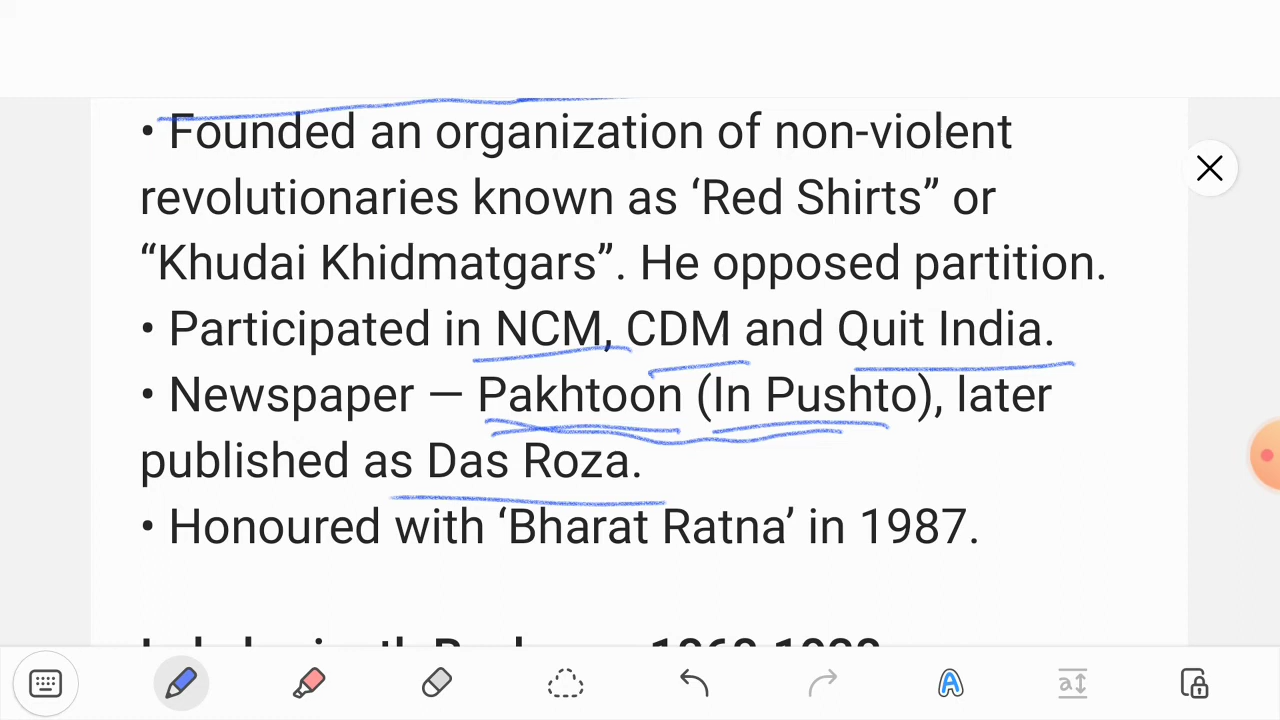 • Founded an organization of non-violent
revolutionaries known as ‘Red Shirts” or
“Khudai Khidmatgars”. He opposed partition.
• Participated in NCM, CDM and Quit India.
• Newspaper — Pakhtoon (In Pushto), later
published as Das Roza.
• Honoured with ‘Bharat Ratna’ in 1987.